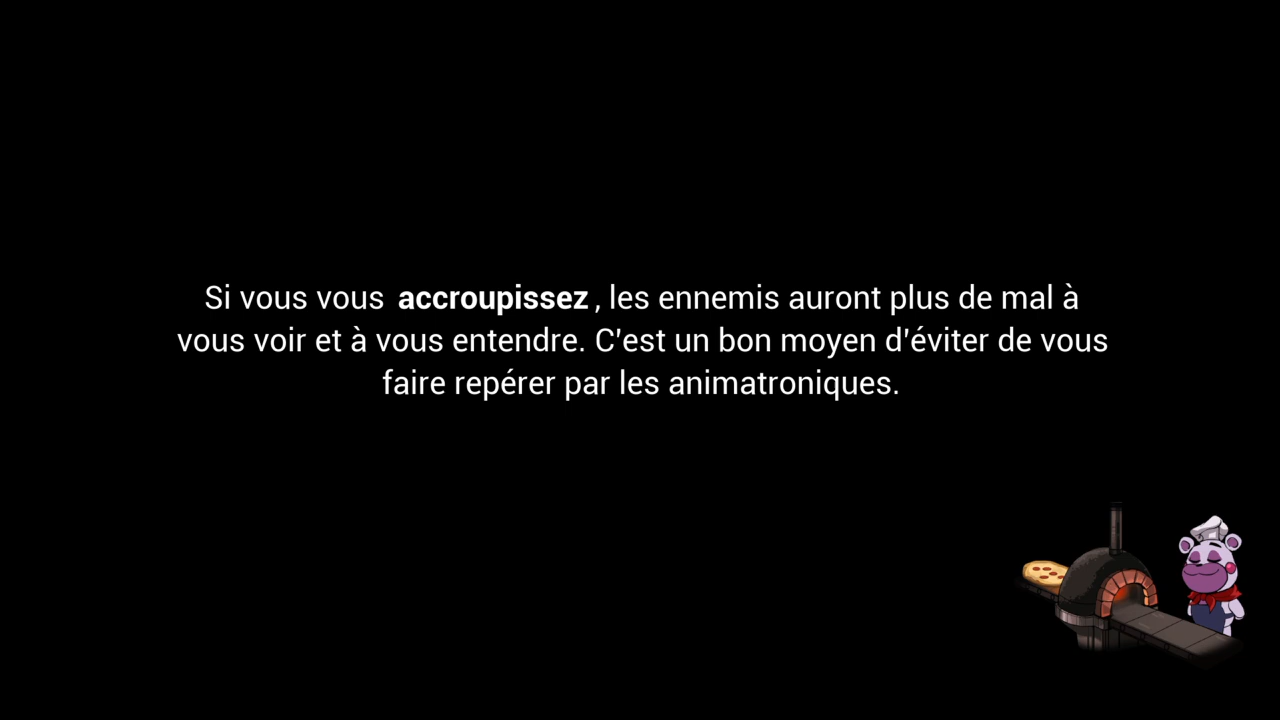 Si vous vous accroupissez, les ennemis auront plus de mal à
vous voir et à vous entendre. C'est un bon moyen d'éviter de vous
faire repérer par les animatroniques.